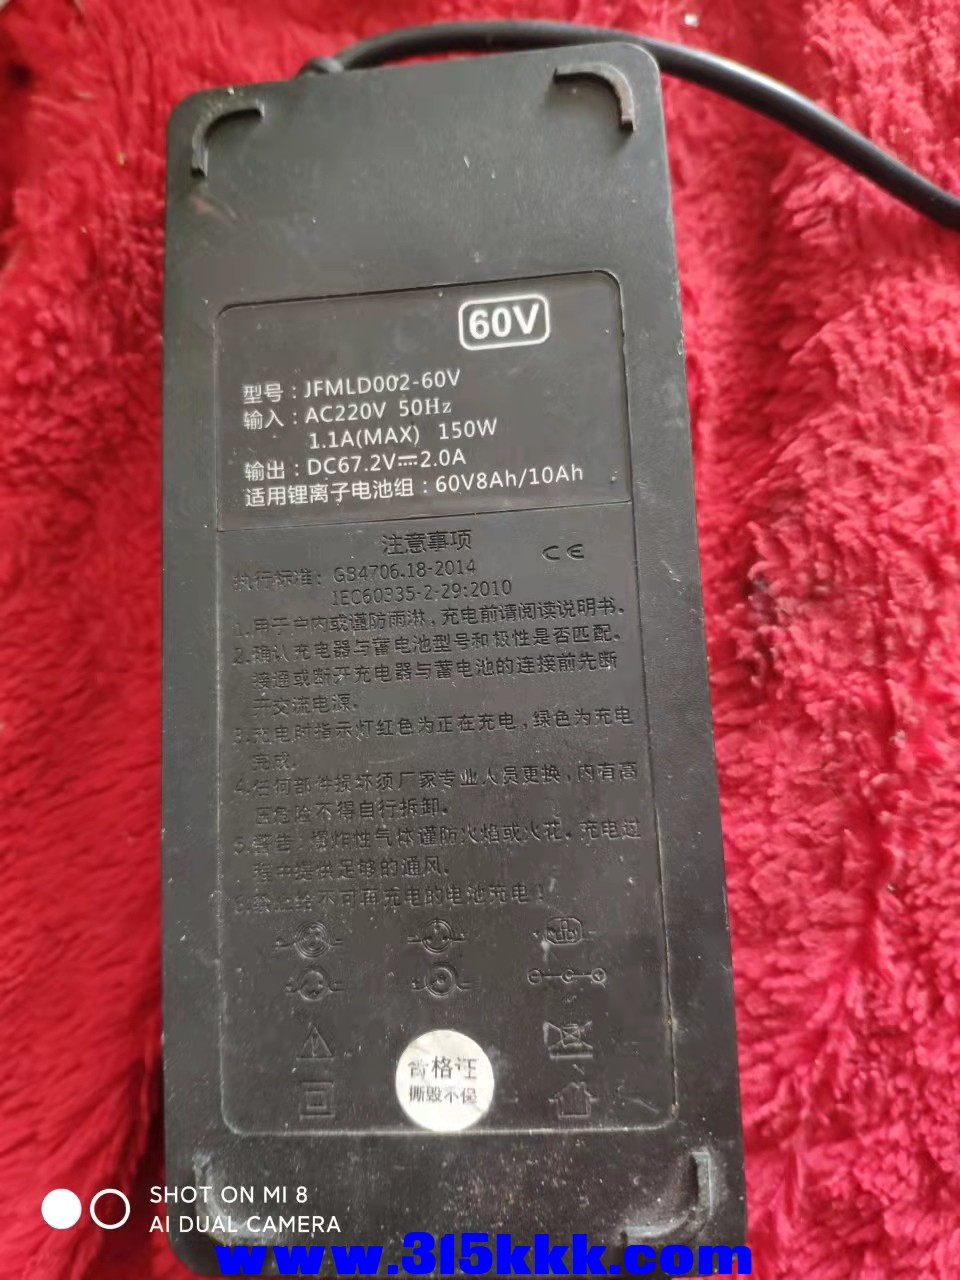 60V
型号：JFMLD002-60V
输入：AC220V 50Hz
1.1A(MAX) 150W
输出：DC67.2V⎓2.0A
适用锂离子电池组：60V8Ah/10Ah
注意事项
CE
执行标准：GB4706.18-2014
IEC60335-2-29:2010
1.用于户内或谨防雨淋，充电前请阅读说明书。
2.确认充电器与蓄电池型号和极性是否匹配。
接通或断开充电器与蓄电池的连接前先断
开交流电源。
3.充电时指示灯红色为正在充电，绿色为充电
完成。
4.任何部件损坏须厂家专业人员更换，内有高
压危险不得自行拆卸。
5.警告：爆炸性气体谨防火焰或火花。充电过
程中提供足够的通风。
6.禁止给不可再充电的电池充电！
合格证
撕毁不保
SHOT ON MI 8
AI DUAL CAMERA
www.315kkk.com